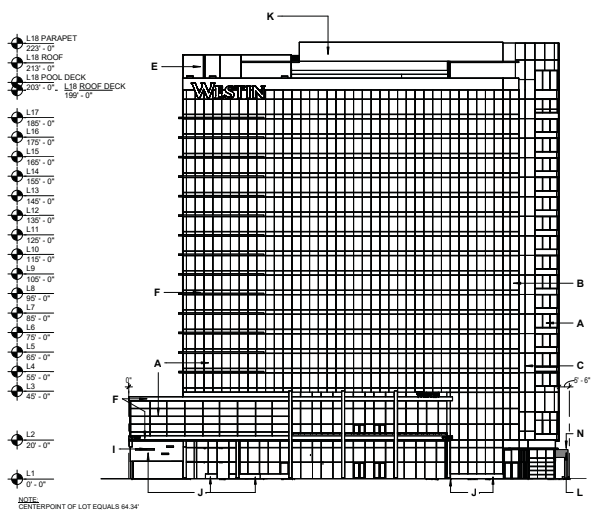 K
L18 PARAPET
223' - 0"
L18 ROOF
213' - 0"
E
L18 POOL DECK
203' - 0"
L18 ROOF DECK
199' - 0"
WESTIN
L17
185' - 0"
L16
175' - 0"
L15
165' - 0"
L14
155' - 0"
L13
145' - 0"
L12
135' - 0"
L11
125' - 0"
L10
115' - 0"
L9
105' - 0"
B
L8
95' - 0"
F
L7
85' - 0"
A
L6
75' - 0"
L5
65' - 0"
A
C
L4
55' - 0"
0"
5' - 6"
L3
45' - 0"
F
L2
20' - 0"
N
I
L1
0' - 0"
J
J
L
NOTE:
CENTERPOINT OF LOT EQUALS 64.34'